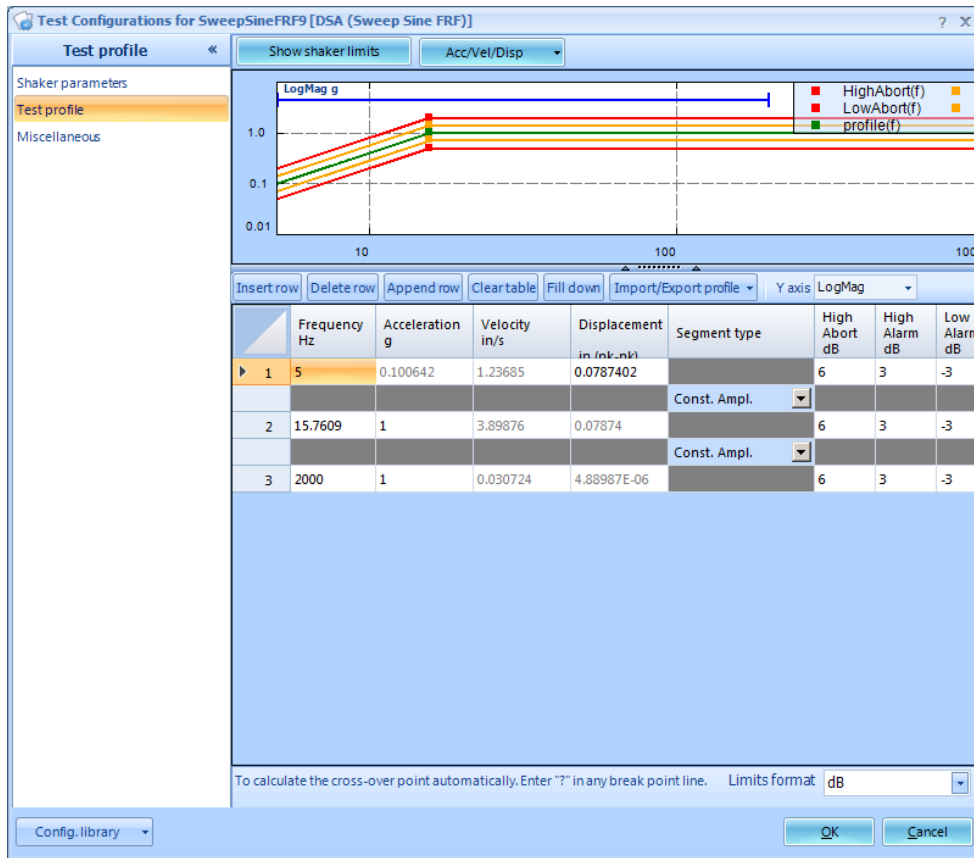 Test Configurations for SweepSineFRF9 [DSA (Sweep Sine FRF)] ? X
Test profile «
Shaker parameters
Test profile
Miscellaneous
Show shaker limits Acc/Vel/Disp
LogMag g
HighAbort(f)
LowAbort(f)
profile(f)
1.0
0.1
0.01
10 100 100
Insert row Delete row Append row Clear table Fill down Import/Export profile Y axis LogMag
Frequency Hz Acceleration g Velocity in/s Displacement in (pk-pk) Segment type High Abort dB High Alarm dB Low Alarm dB
1 5 0.100642 1.23685 0.0787402 6 3 -3
Const. Ampl.
2 15.7609 1 3.89876 0.07874 6 3 -3
Const. Ampl.
3 2000 1 0.030724 4.88987E-06 6 3 -3
To calculate the cross-over point automatically. Enter "?" in any break point line. Limits format dB
Config. library OK Cancel